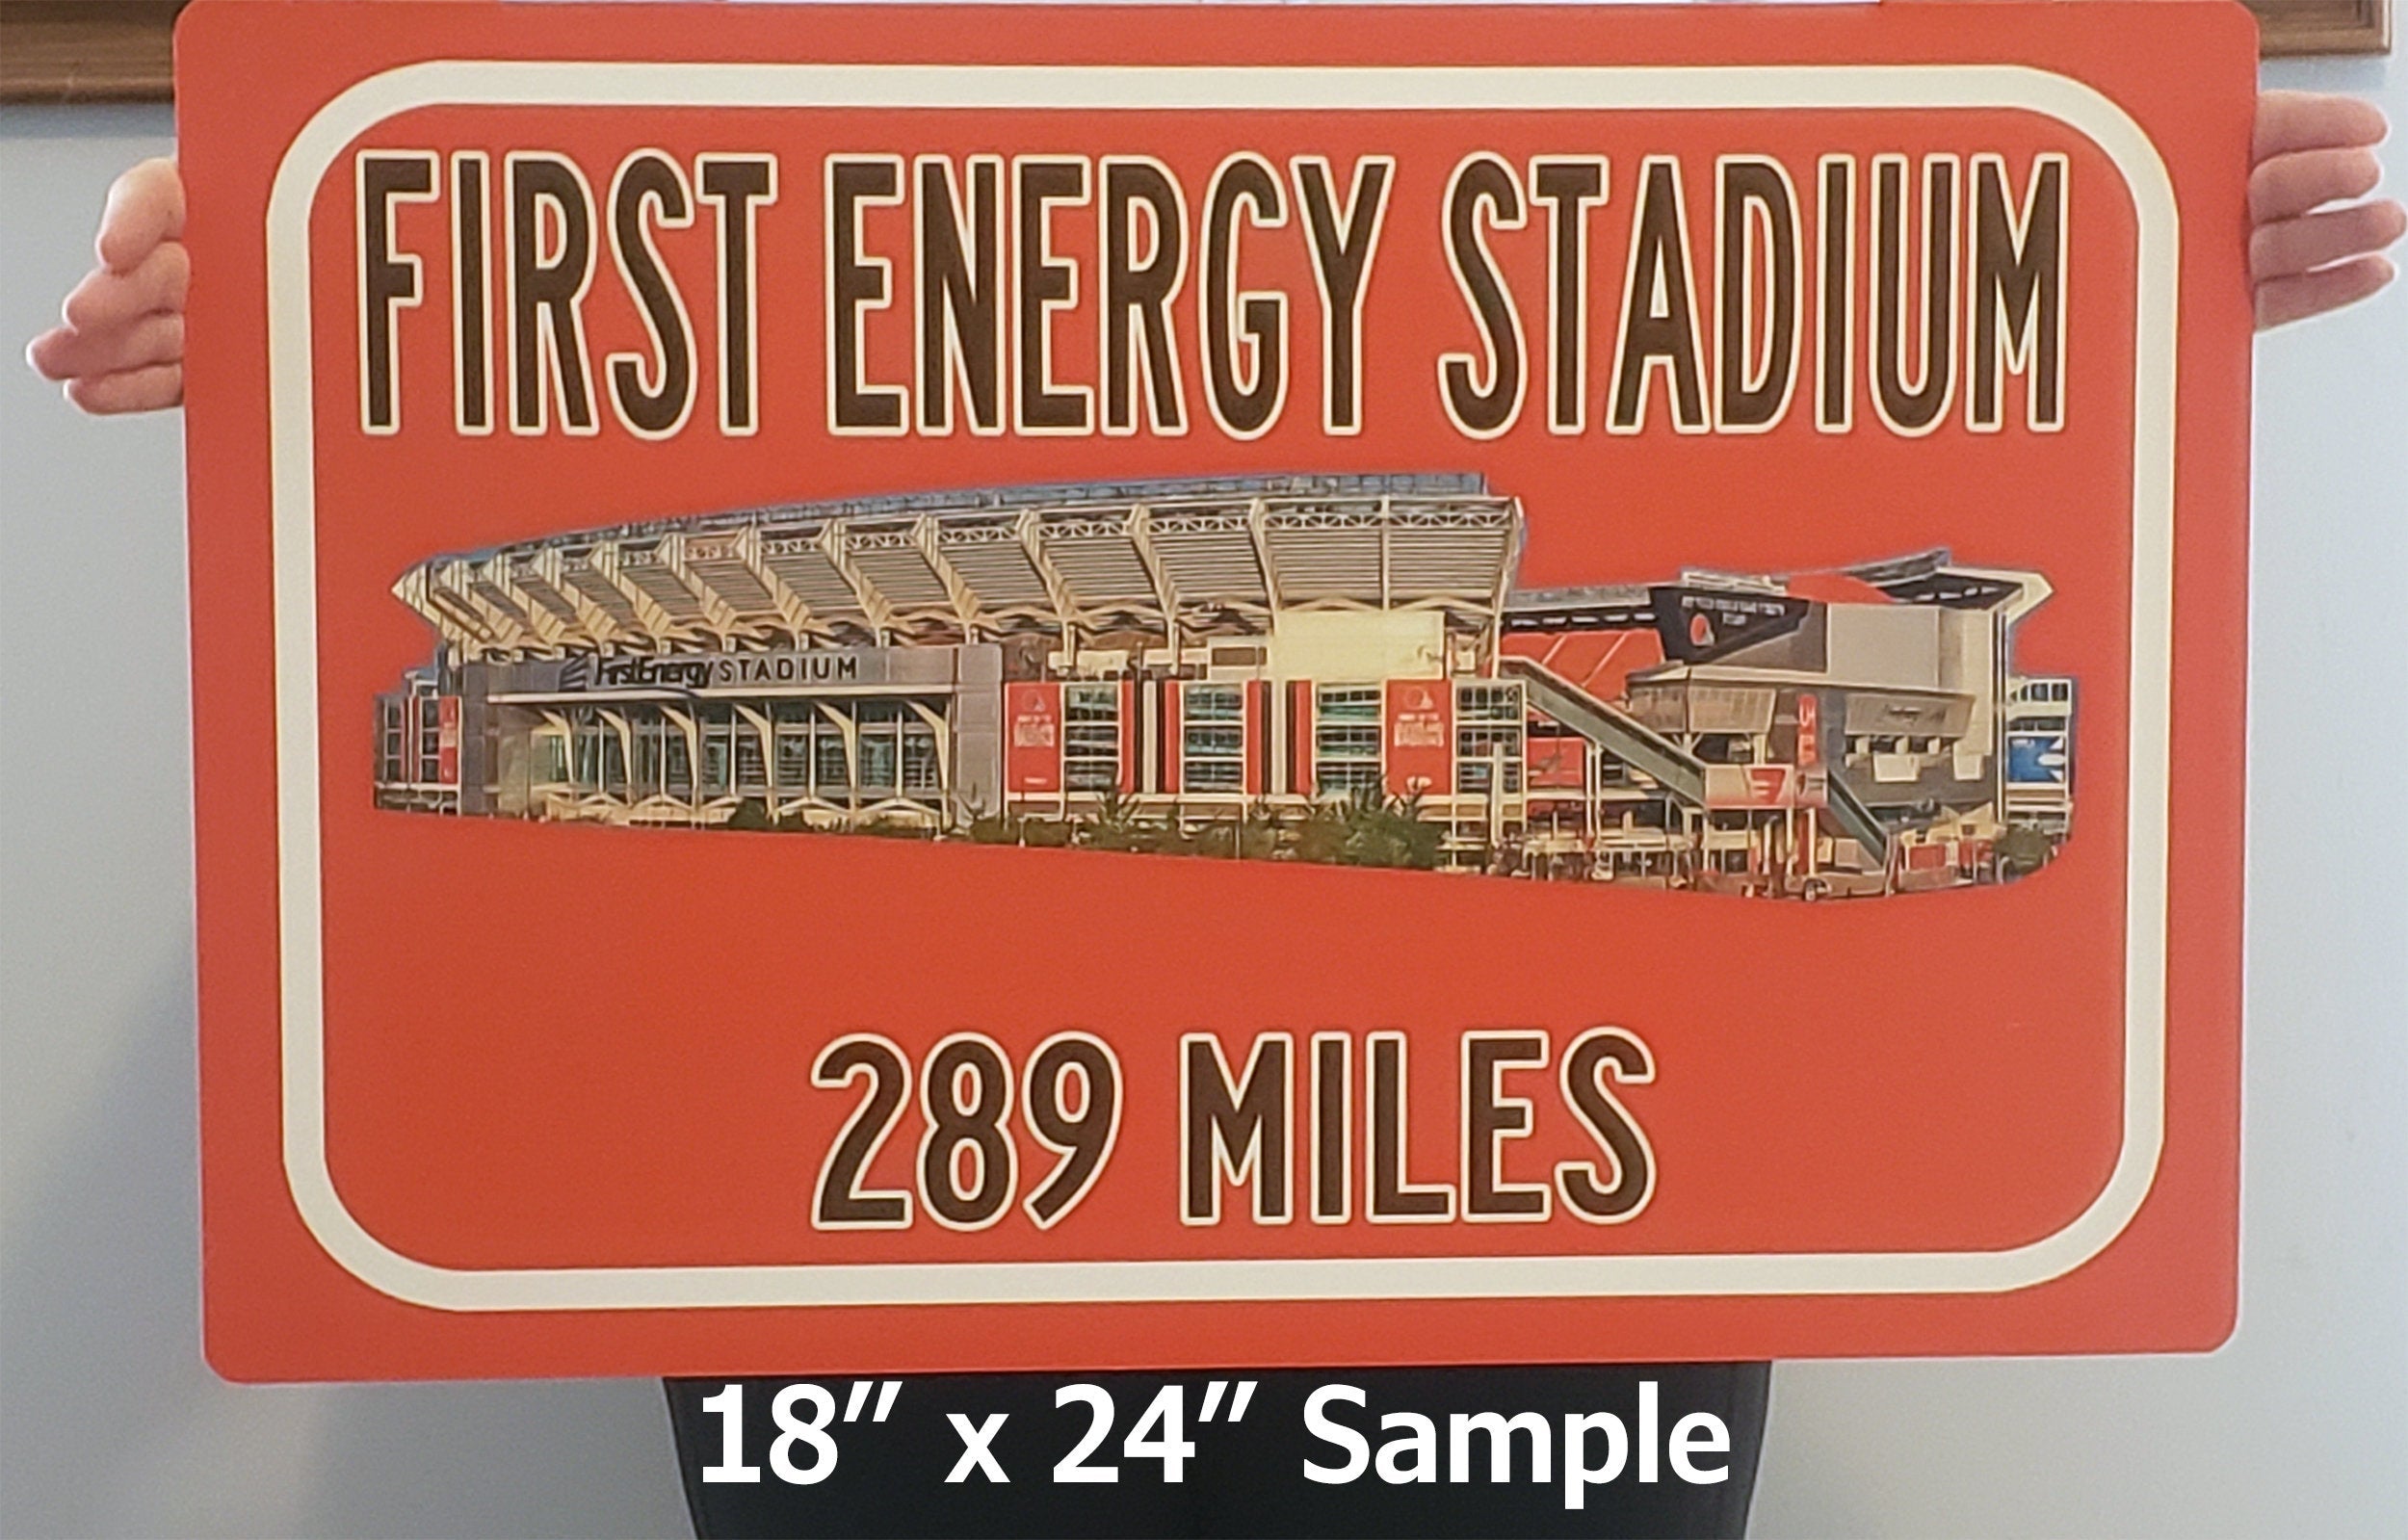 FIRST ENERGY STADIUM
FirstEnergy STADIUM
289 MILES
18” x 24” Sample